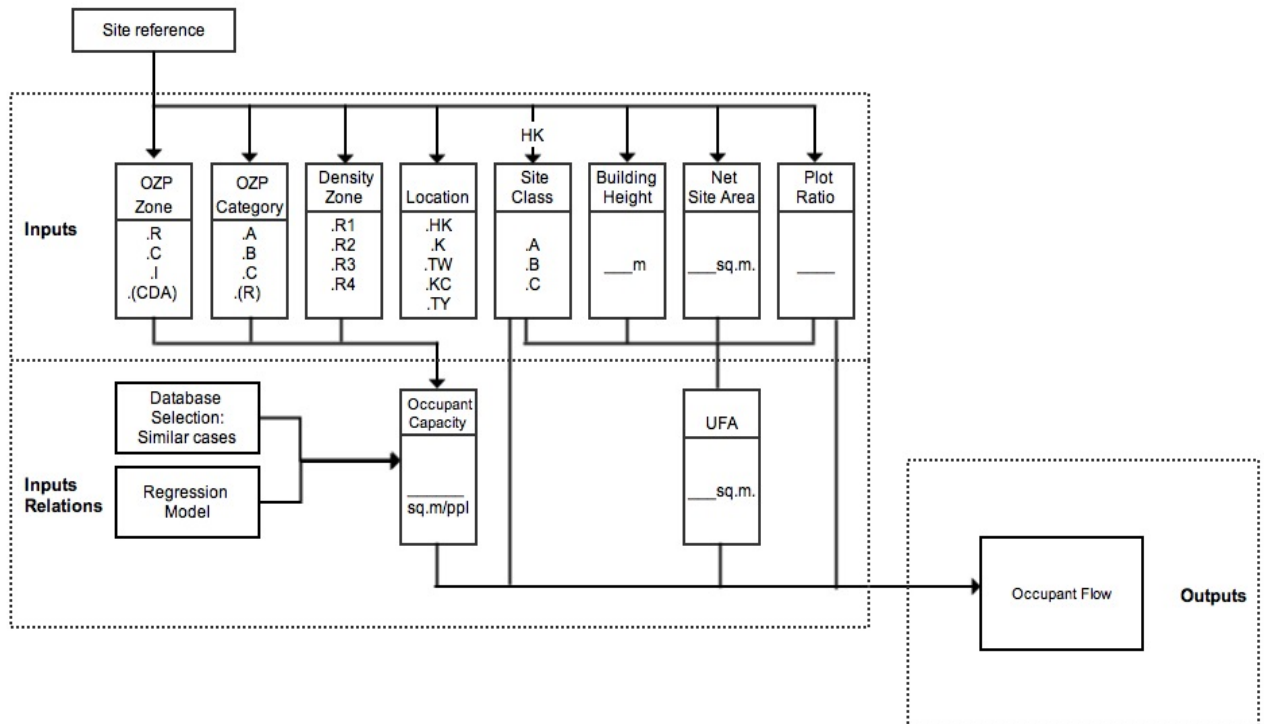 Site reference
HK
Inputs
OZP
Zone
.R
.C
.I
.(CDA)
OZP
Category
.A
.B
.C
.(R)
Density
Zone
.R1
.R2
.R3
.R4
Location
.HK
.K
.TW
.KC
.TY
Site
Class
.A
.B
.C
Building
Height
___m
Net
Site Area
___sq.m.
Plot
Ratio
____
Inputs
Relations
Database
Selection:
Similar cases
Regression
Model
Occupant
Capacity
______
sq.m/ppl
UFA
___sq.m.
Occupant Flow
Outputs